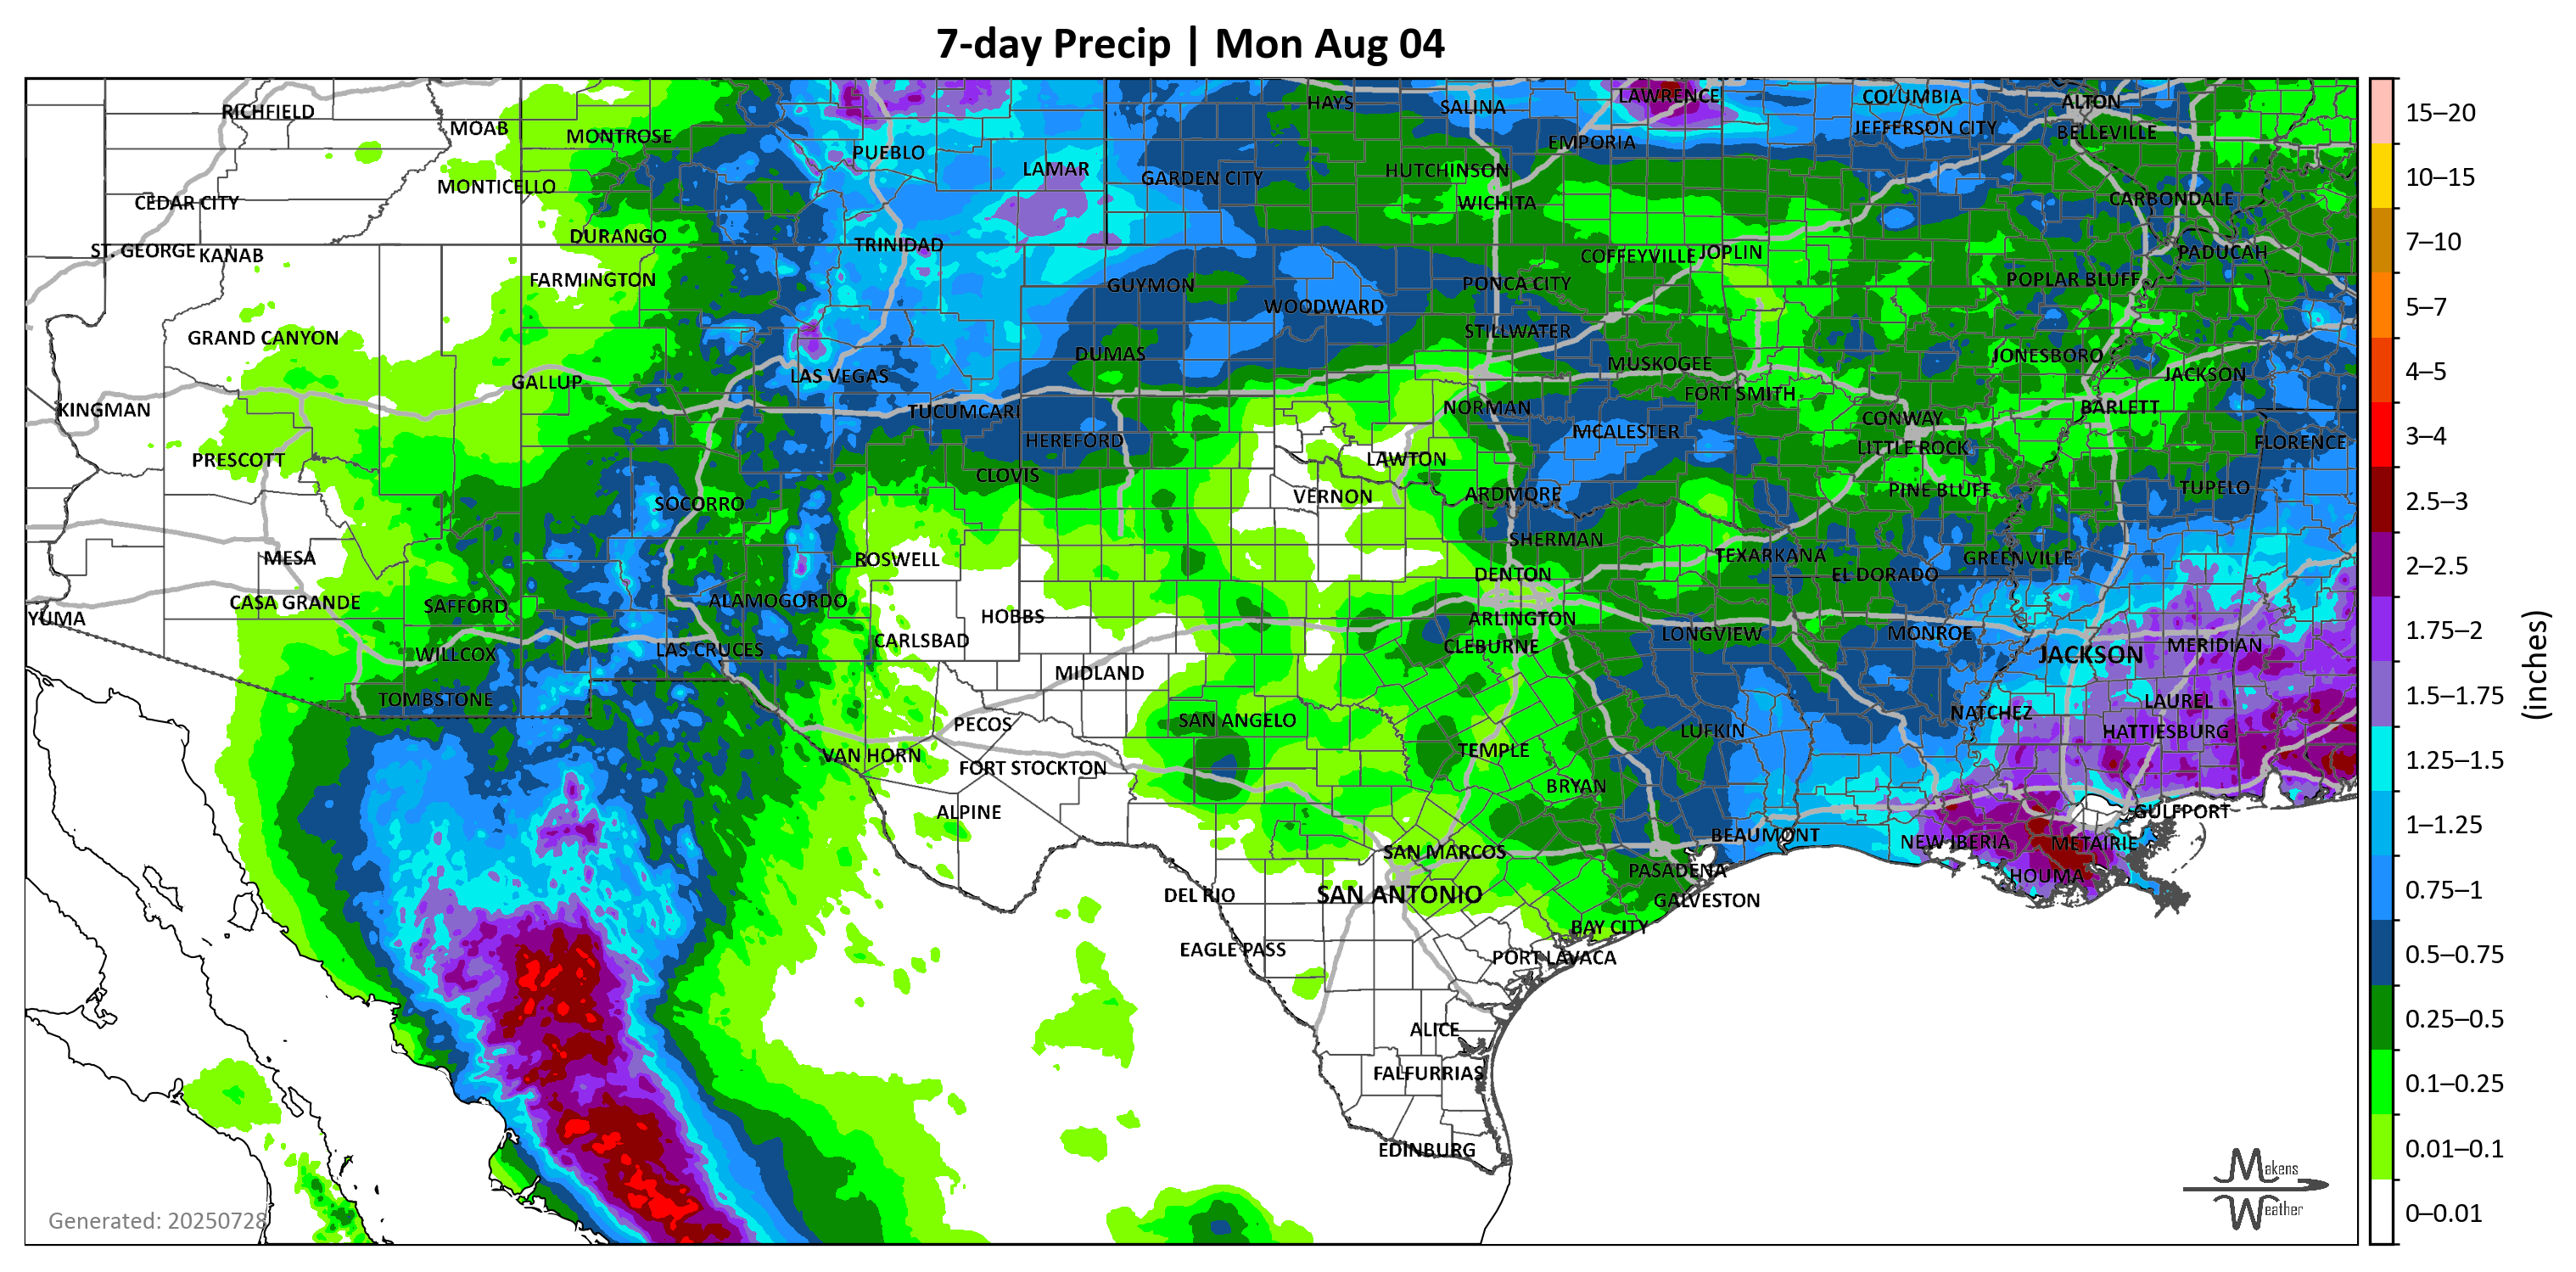 7-day Precip | Mon Aug 04
RICHFIELD
MOAB
MONTROSE
PUEBLO
LAMAR
HAYS
SALINA
LAWRENCE
COLUMBIA
ALTON
JEFFERSON CITY
BELLEVILLE
EMPORIA
HUTCHINSON
GARDEN CITY
MONTICELLO
CEDAR CITY
WICHITA
CARBONDALE
DURANGO
TRINIDAD
ST. GEORGE
KANAB
COFFEYVILLE
JOPLIN
PADUCAH
FARMINGTON
GUYMON
PONCA CITY
POPLAR BLUFF
WOODWARD
STILLWATER
GRAND CANYON
DUMAS
JONESBORO
MUSKOGEE
LAS VEGAS
JACKSON
GALLUP
FORT SMITH
KINGMAN
TUCUMCARI
NORMAN
BARLETT
CONWAY
HEREFORD
MCALESTER
FLORENCE
LITTLE ROCK
PRESCOTT
LAWTON
CLOVIS
TUPELO
PINE BLUFF
VERNON
ARDMORE
SOCORRO
SHERMAN
MESA
ROSWELL
TEXARKANA
GREENVILLE
DENTON
EL DORADO
CASA GRANDE
SAFFORD
ALAMOGORDO
YUMA
HOBBS
ARLINGTON
LONGVIEW
MONROE
CARLSBAD
CLEBURNE
MERIDIAN
WILLCOX
LAS CRUCES
JACKSON
MIDLAND
TOMBSTONE
LAUREL
NATCHEZ
SAN ANGELO
PECOS
LUFKIN
HATTIESBURG
VAN HORN
TEMPLE
FORT STOCKTON
BRYAN
ALPINE
GULFPORT
BEAUMONT
NEW IBERIA
METAIRIE
SAN MARCOS
PASADENA
HOUMA
DEL RIO
SAN ANTONIO
GALVESTON
BAY CITY
EAGLE PASS
PORT LAVACA
ALICE
FALFURRIAS
EDINBURG
Generated: 20250728
Makens
Weather
15–20
10–15
7–10
5–7
4–5
3–4
2.5–3
2–2.5
1.75–2
1.5–1.75
1.25–1.5
1–1.25
0.75–1
0.5–0.75
0.25–0.5
0.1–0.25
0.01–0.1
0–0.01
(inches)